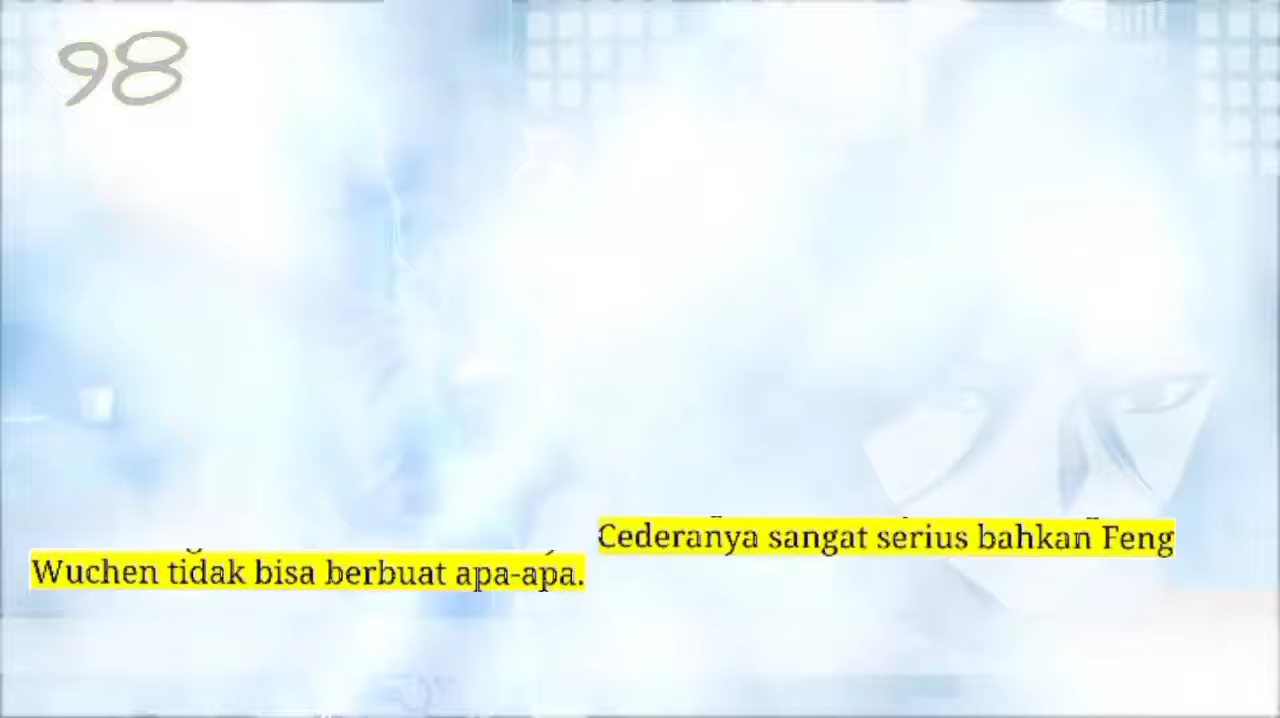 98
Cederanya sangat serius bahkan Feng
Wuchen tidak bisa berbuat apa-apa.